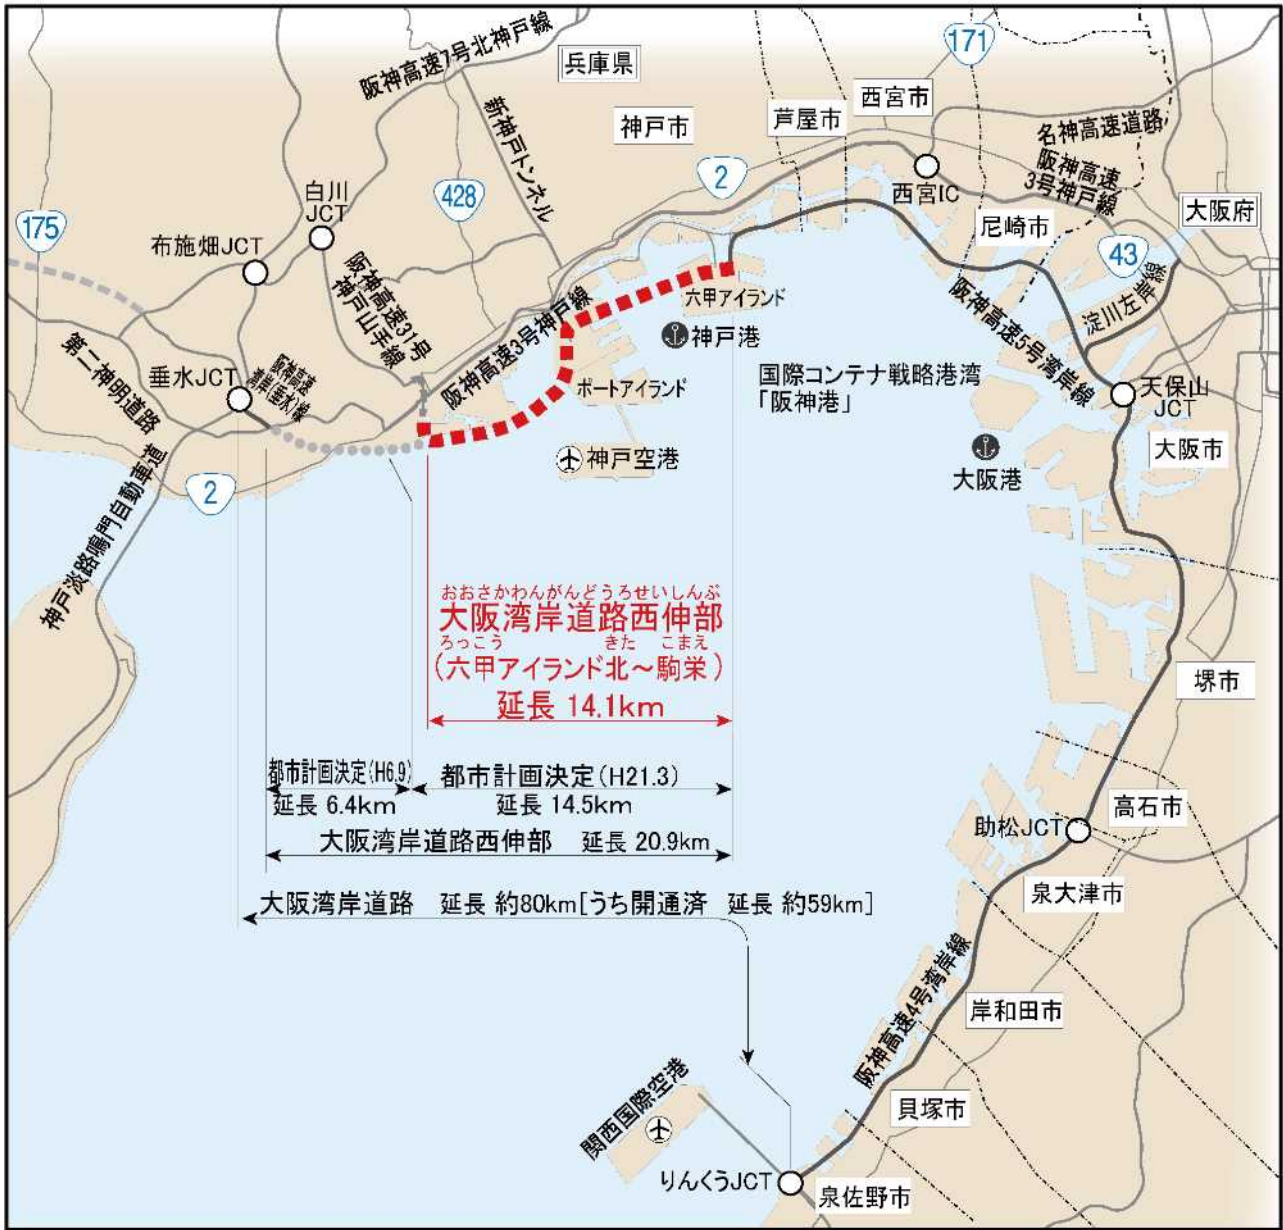 阪神高速7号北神戸線
兵庫県
171
神戸市
芦屋市
西宮市
名神高速道路
阪神高速
3号神戸線
新神戸トンネル
2
西宮IC
428
白川
JCT
175
布施畑JCT
大阪府
尼崎市
43
淀川左岸線
阪神高速31号
神戸山手線
阪神高速3号神戸線
六甲アイランド
神戸港
阪神高速5号湾岸線
第二神明道路
垂水JCT
阪神高速
湾岸(垂水)線
ポートアイランド
国際コンテナ戦略港湾
「阪神港」
天保山
JCT
大阪市
神戸空港
大阪港
2
神戸淡路鳴門自動車道
おおさかわんがんどうろせいしんぶ
大阪湾岸道路西伸部
ろっこう きた こまえ
(六甲アイランド北~駒栄)
延長 14.1km
堺市
都市計画決定(H6.9)
延長 6.4km
都市計画決定(H21.3)
延長 14.5km
大阪湾岸道路西伸部 延長 20.9km
高石市
助松JCT
泉大津市
大阪湾岸道路 延長 約80km[うち開通済 延長 約59km]
阪神高速4号湾岸線
岸和田市
貝塚市
関西国際空港
りんくうJCT
泉佐野市